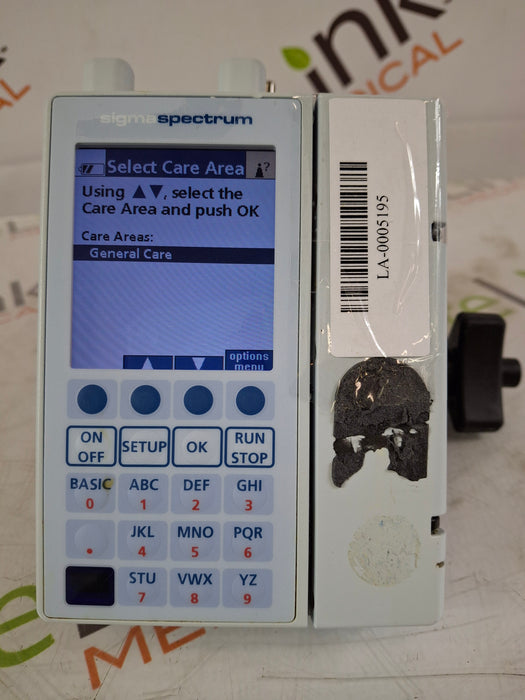 inks
MEDICAL
sigmaspectrum
Select Care Area
?
Using ▲▼, select the
Care Area and push OK
Care Areas:
General Care
▲ ▼ options
menu
ON
OFF
SETUP
OK
RUN
STOP
BASIC
0
ABC
1
DEF
2
GHI
3
.
JKL
4
MNO
5
PQR
6
STU
7
VWX
8
YZ
9
LA-0005195